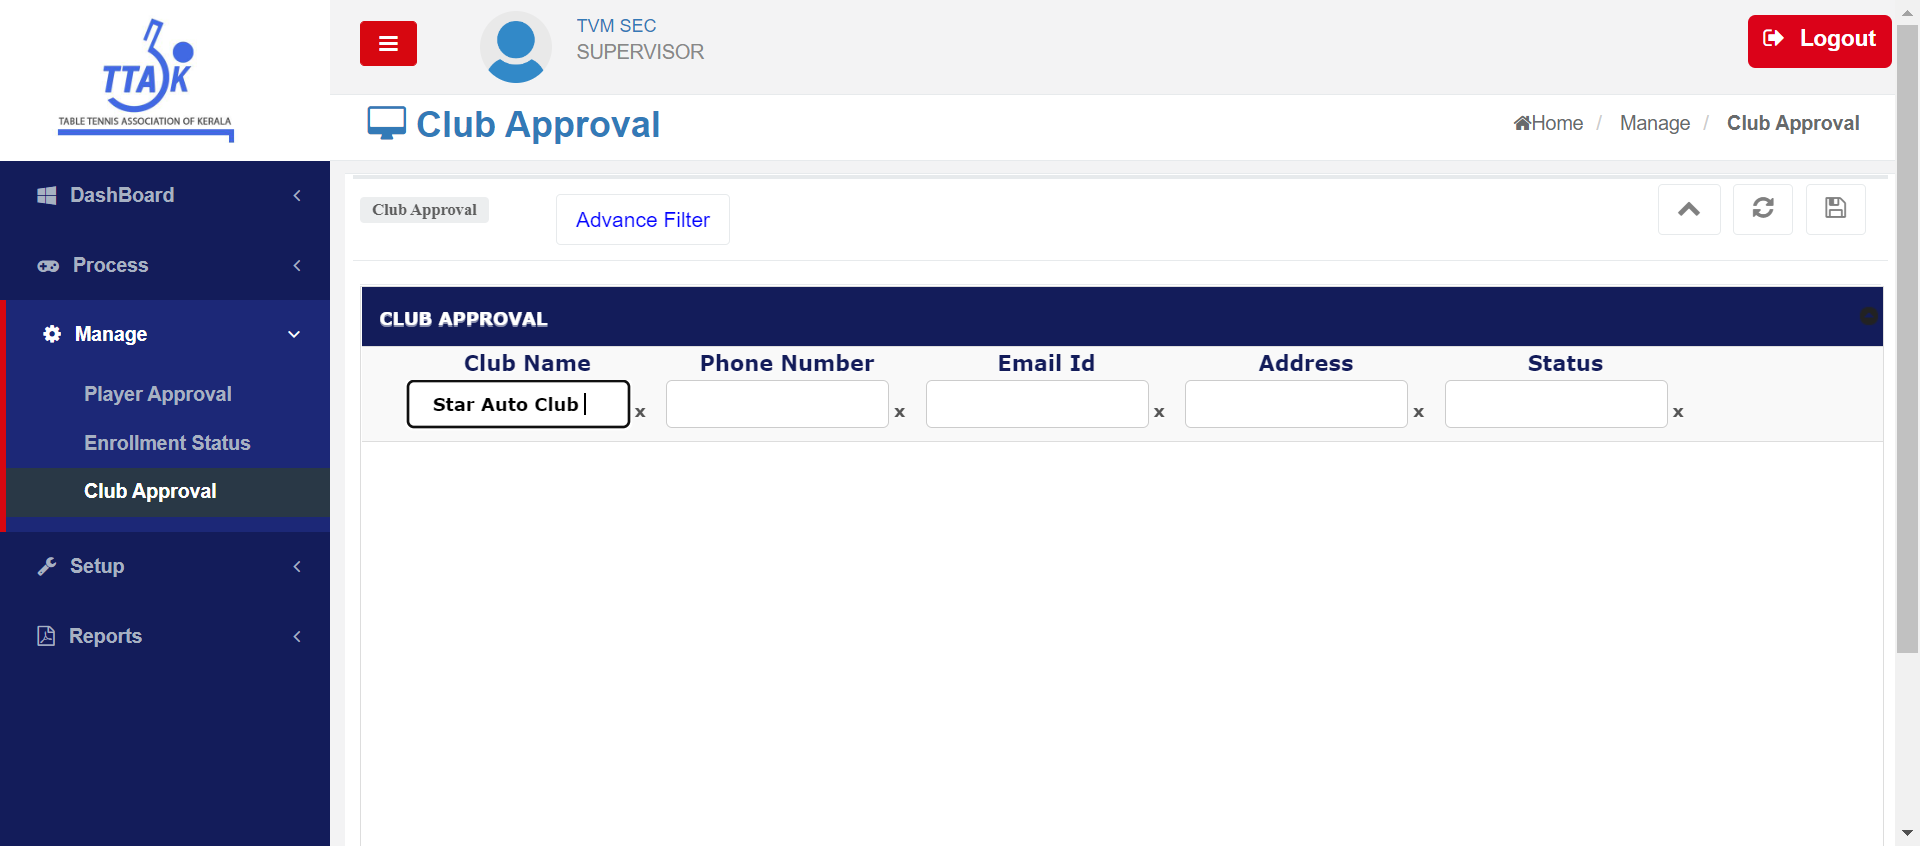 TTAK
TABLE TENNIS ASSOCIATION OF KERALA
TVM SEC
SUPERVISOR
Logout
Club Approval
Home / Manage / Club Approval
DashBoard
Process
Manage
Player Approval
Enrollment Status
Club Approval
Setup
Reports
Club Approval
Advance Filter
CLUB APPROVAL
Club Name Phone Number Email Id Address Status
Star Auto Club x x x x x